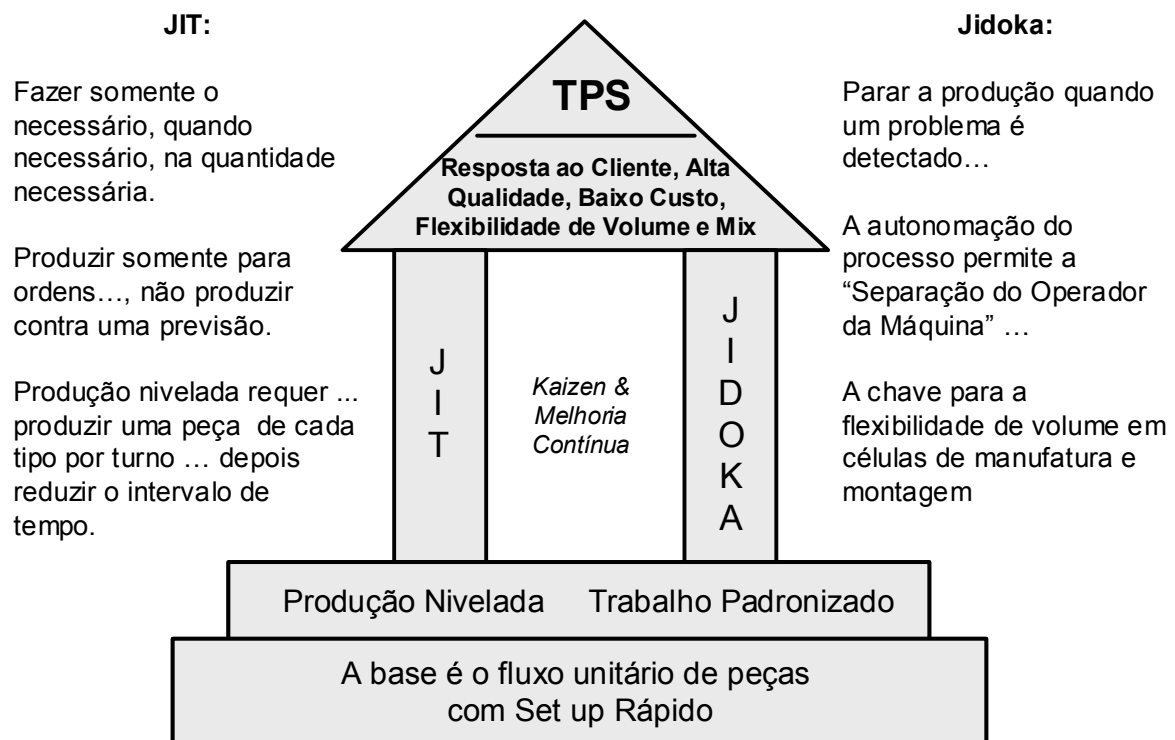 JIT:
Fazer somente o
necessário, quando
necessário, na quantidade
necessária.
Produzir somente para
ordens…, não produzir
contra uma previsão.
Produção nivelada requer ...
produzir uma peça  de cada
tipo por turno … depois
reduzir o intervalo de
tempo.
TPS
Resposta ao Cliente, Alta
Qualidade, Baixo Custo,
Flexibilidade de Volume e Mix
JIT
Kaizen &
Melhoria
Contínua
JIDOKA
Produção Nivelada Trabalho Padronizado
A base é o fluxo unitário de peças
com Set up Rápido
Jidoka:
Parar a produção quando
um problema é
detectado…
A autonomação do
processo permite a
“Separação do Operador
da Máquina” …
A chave para a
flexibilidade de volume em
células de manufatura e
montagem